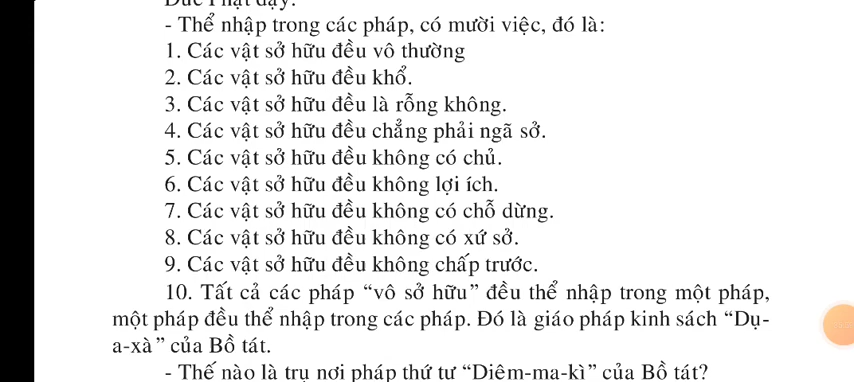 Đức Phật dạy:
- Thể nhập trong các pháp, có mười việc, đó là:
1. Các vật sở hữu đều vô thường
2. Các vật sở hữu đều khổ.
3. Các vật sở hữu đều là rỗng không.
4. Các vật sở hữu đều chẳng phải ngã sở.
5. Các vật sở hữu đều không có chủ.
6. Các vật sở hữu đều không lợi ích.
7. Các vật sở hữu đều không có chỗ dừng.
8. Các vật sở hữu đều không có xứ sở.
9. Các vật sở hữu đều không chấp trước.
10. Tất cả các pháp “vô sở hữu” đều thể nhập trong một pháp,
một pháp đều thể nhập trong các pháp. Đó là giáo pháp kinh sách “Dụ-
a-xà” của Bồ tát.
- Thế nào là trụ nơi pháp thứ tư “Diêm-ma-kì” của Bồ tát?